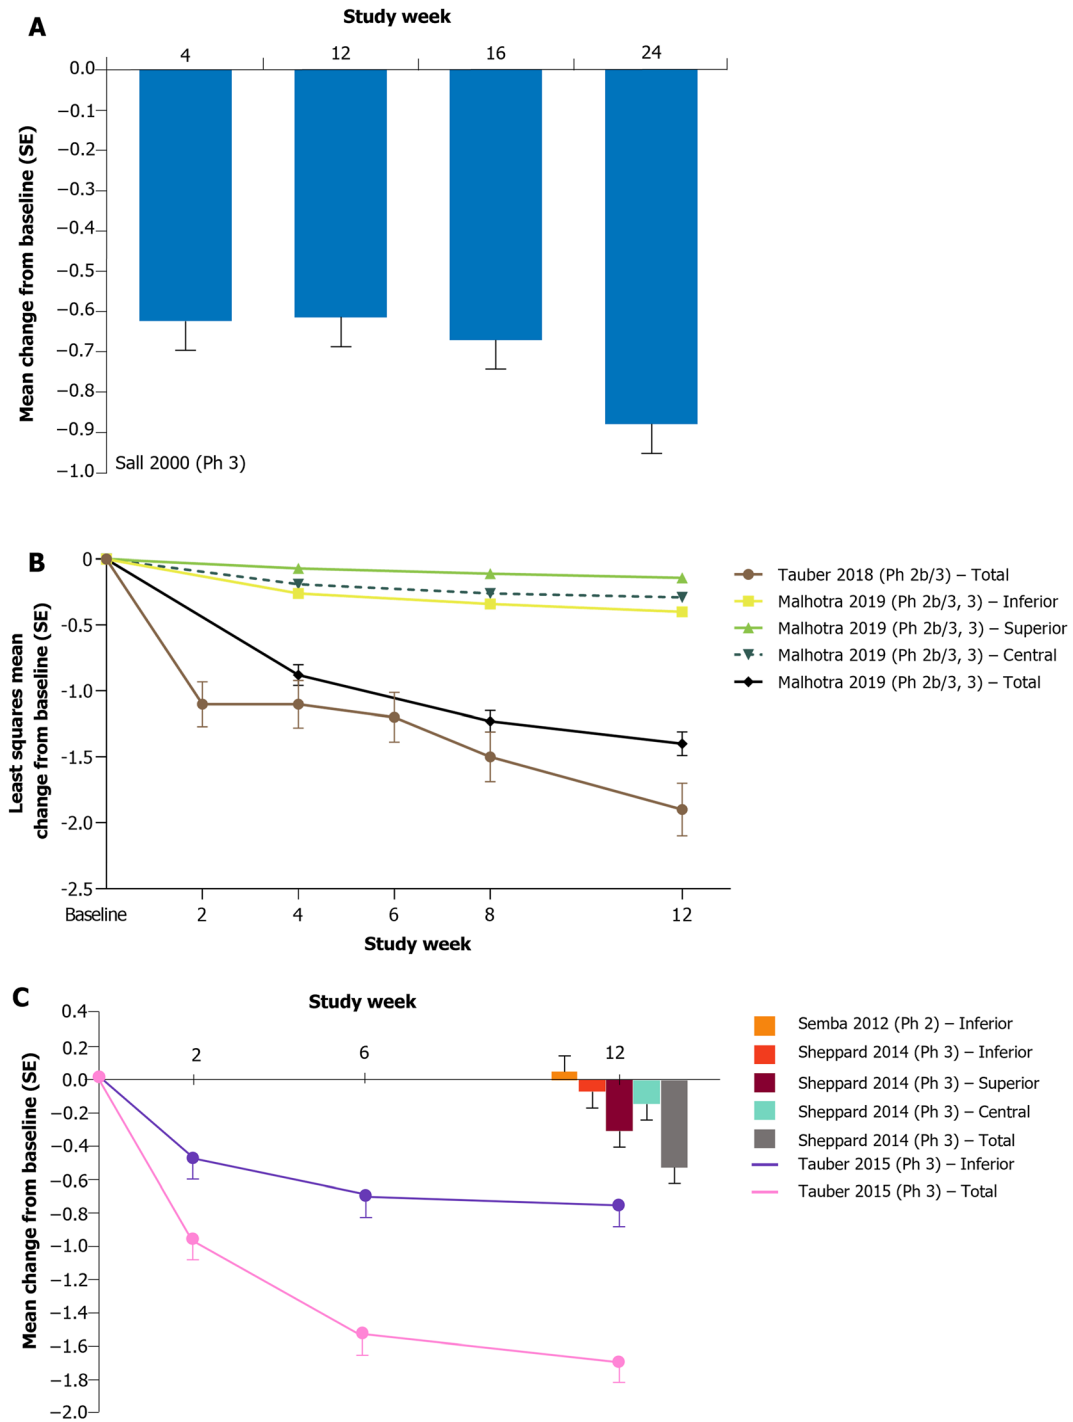 A
Study week
4 12 16 24
Mean change from baseline (SE)
0.0
−0.1
−0.2
−0.3
−0.4
−0.5
−0.6
−0.7
−0.8
−0.9
−1.0
Sall 2000 (Ph 3)
B
Least squares mean
change from baseline (SE)
0
-0.5
-1.0
-1.5
-2.0
-2.5
Baseline 2 4 6 8 12
Study week
Tauber 2018 (Ph 2b/3) – Total
Malhotra 2019 (Ph 2b/3, 3) – Inferior
Malhotra 2019 (Ph 2b/3, 3) – Superior
Malhotra 2019 (Ph 2b/3, 3) – Central
Malhotra 2019 (Ph 2b/3, 3) – Total
C
Study week
2 6 12
Mean change from baseline (SE)
0.4
0.2
0.0
−0.2
−0.4
−0.6
−0.8
−1.0
−1.2
−1.4
−1.6
−1.8
−2.0
Semba 2012 (Ph 2) – Inferior
Sheppard 2014 (Ph 3) – Inferior
Sheppard 2014 (Ph 3) – Superior
Sheppard 2014 (Ph 3) – Central
Sheppard 2014 (Ph 3) – Total
Tauber 2015 (Ph 3) – Inferior
Tauber 2015 (Ph 3) – Total